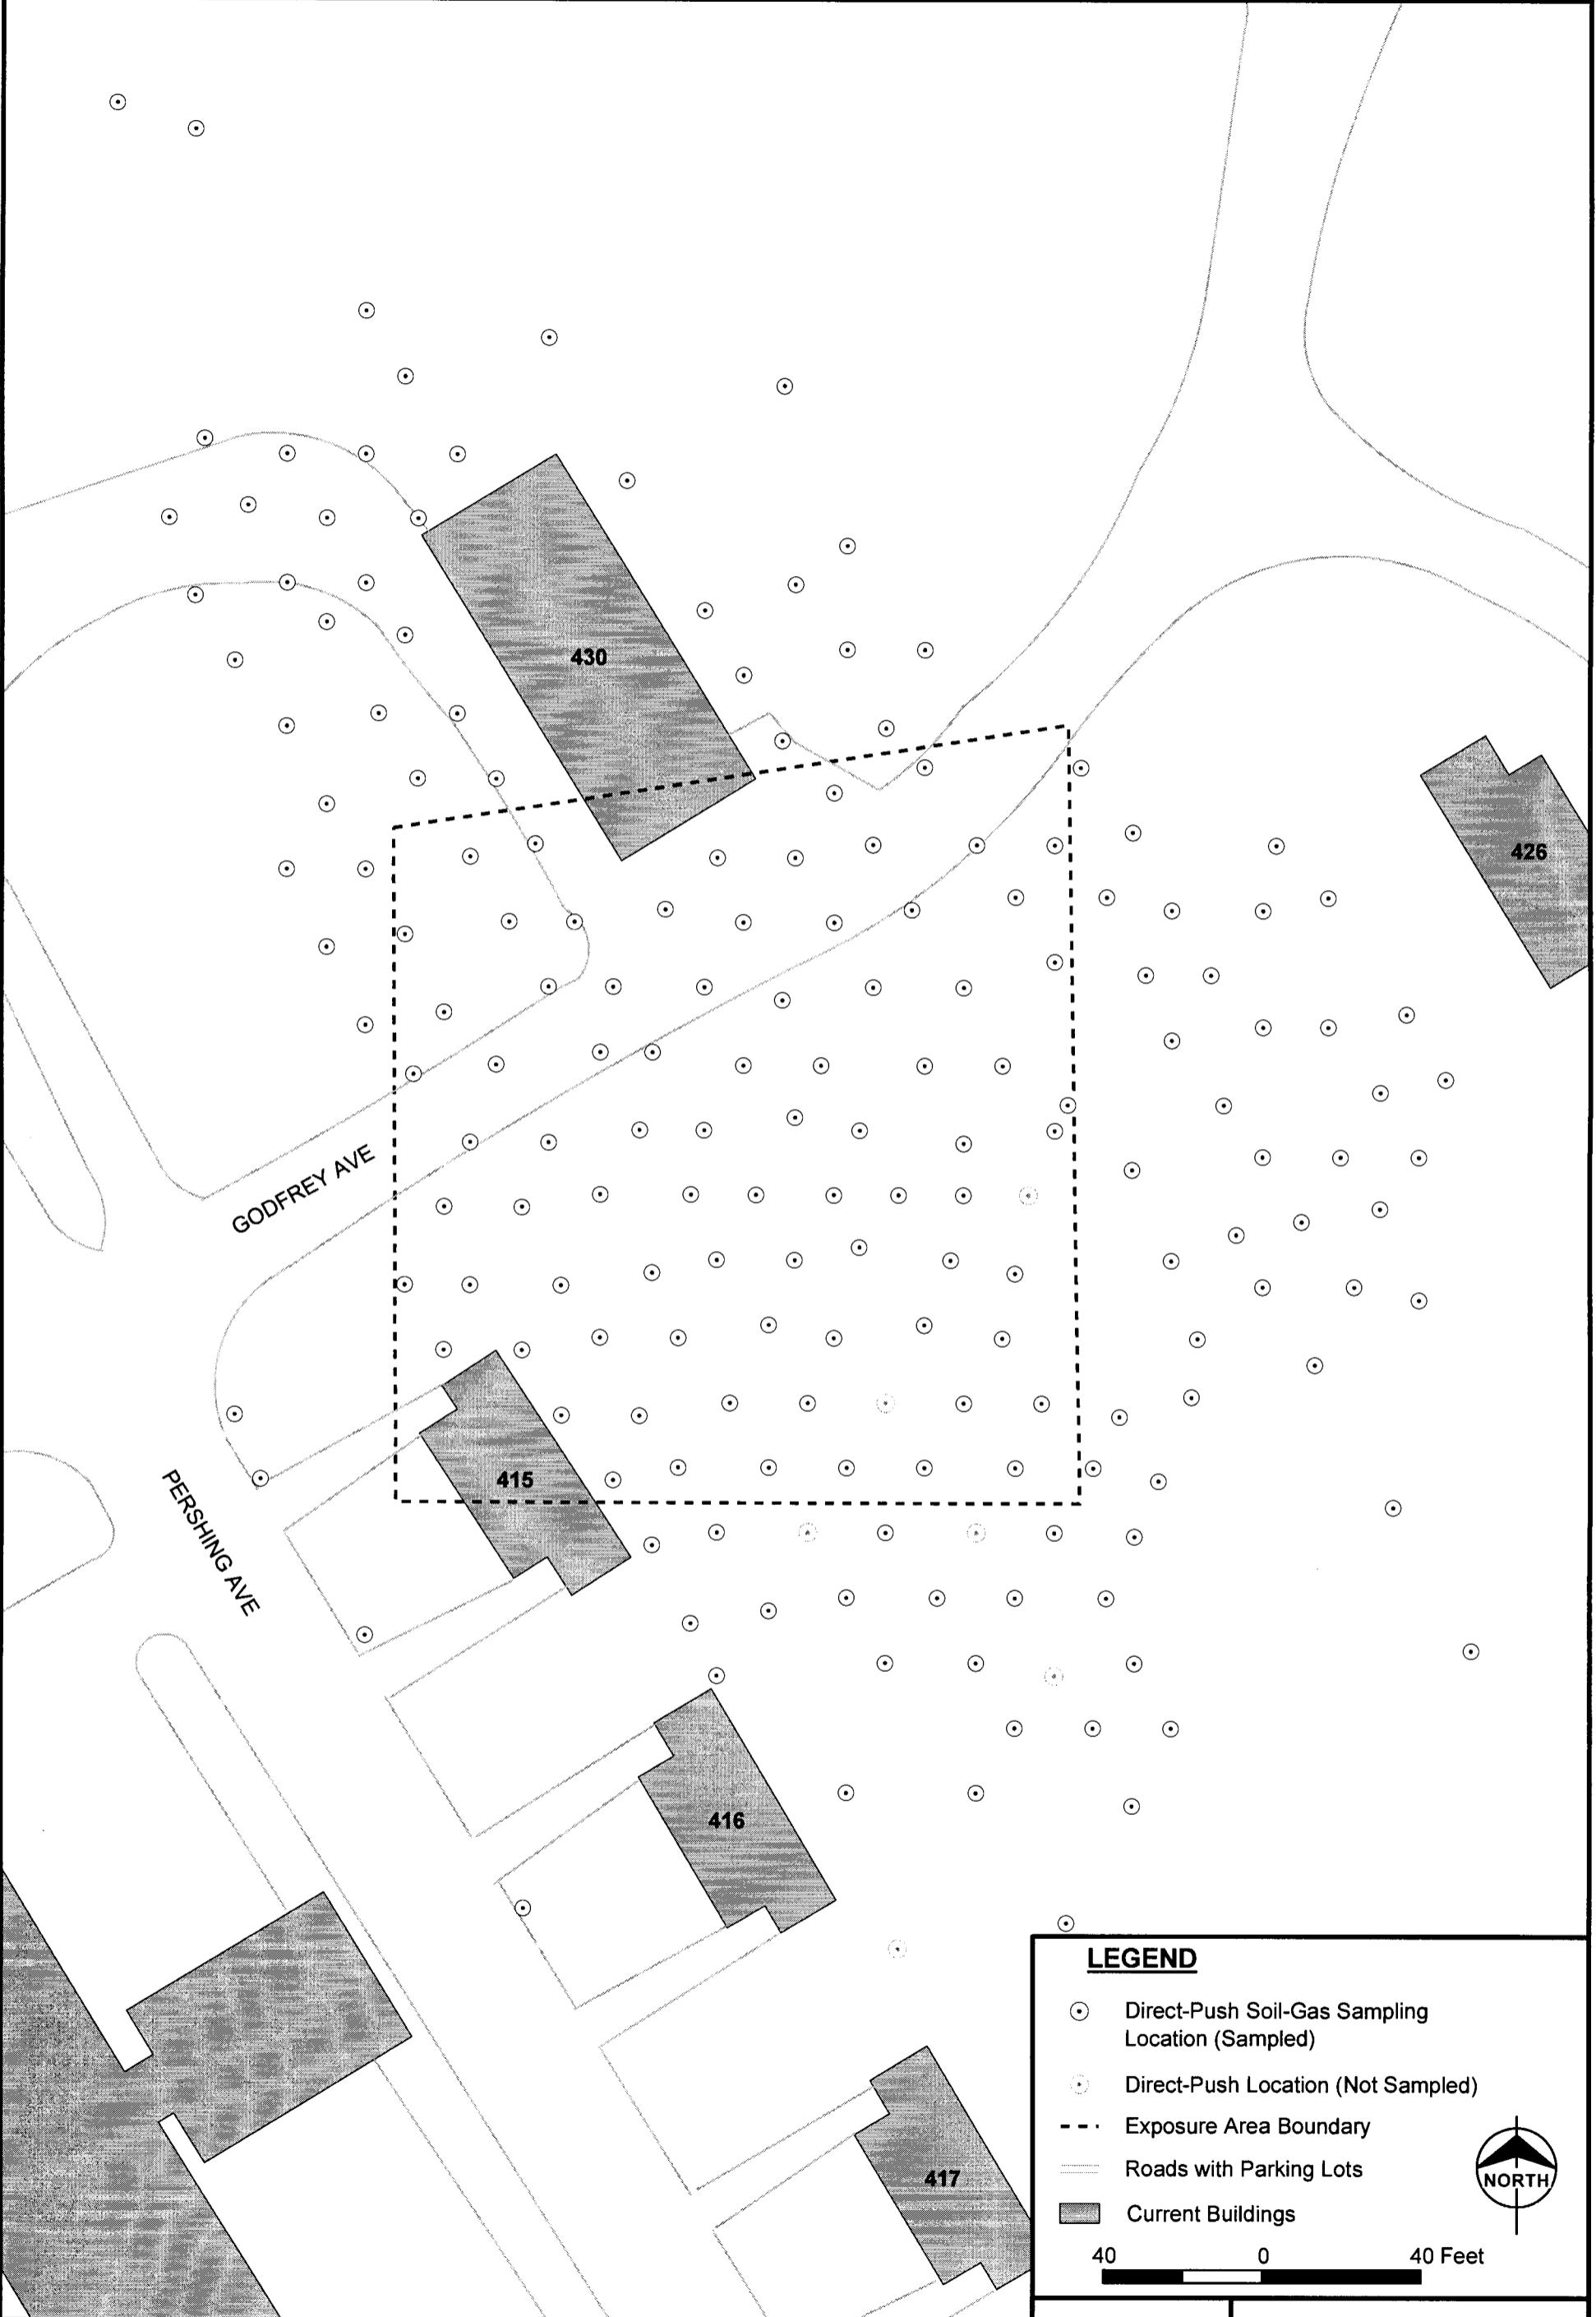 430
426
GODFREY AVE
415
PERSHING AVE
416
417
LEGEND
Direct-Push Soil-Gas Sampling
Location (Sampled)
Direct-Push Location (Not Sampled)
Exposure Area Boundary
Roads with Parking Lots
Current Buildings
NORTH
40 0 40 Feet